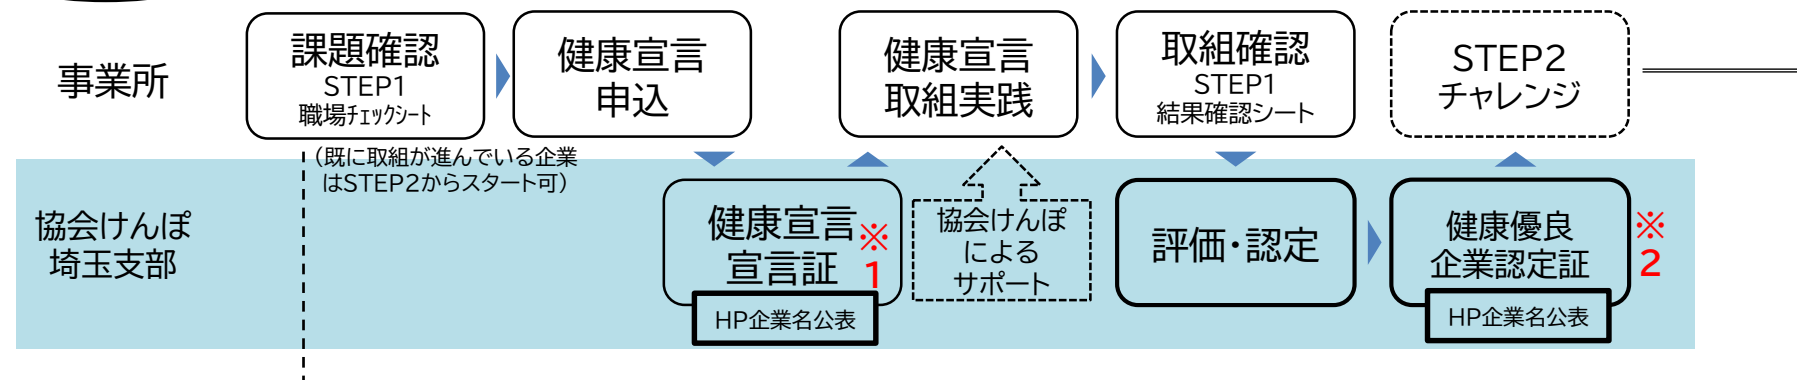 事業所
課題確認
STEP1
職場ﾁｪｯｸｼｰﾄ
健康宣言
申込
健康宣言
取組実践
取組確認
STEP1
結果確認シート
STEP2
チャレンジ
（既に取組が進んでいる企業
はSTEP2からスタート可）
協会けんぽ
埼玉支部
健康宣言
宣言証
※
1
HP企業名公表
協会けんぽ
による
サポート
評価・認定
健康優良
企業認定証
※
2
HP企業名公表